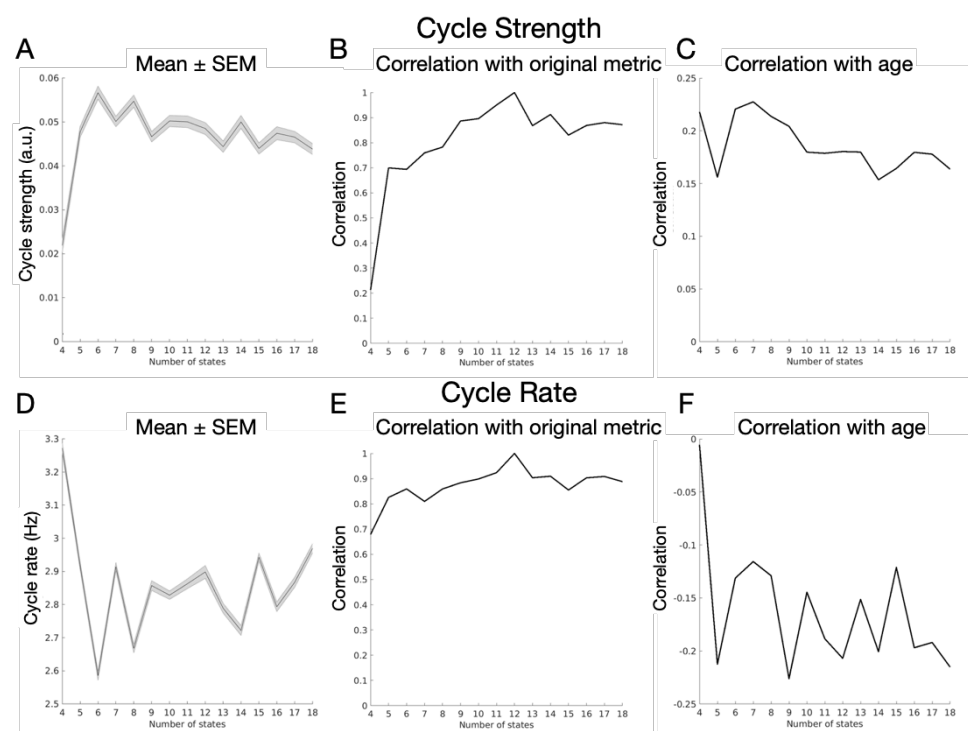 Cycle Strength
A
Mean ± SEM
Cycle strength (a.u.)
0.06
0.05
0.04
0.03
0.02
0.01
0
4 5 6 7 8 9 10 11 12 13 14 15 16 17 18
Number of states
B
Correlation with original metric
Correlation
1
0.9
0.8
0.7
0.6
0.5
0.4
0.3
0.2
0.1
0
4 5 6 7 8 9 10 11 12 13 14 15 16 17 18
Number of states
C
Correlation with age
Correlation
0.25
0.2
0.15
0.1
0.05
0
4 5 6 7 8 9 10 11 12 13 14 15 16 17 18
Number of states
Cycle Rate
D
Mean ± SEM
Cycle rate (Hz)
3.3
3.2
3.1
3
2.9
2.8
2.7
2.6
2.5
4 5 6 7 8 9 10 11 12 13 14 15 16 17 18
Number of states
E
Correlation with original metric
Correlation
1
0.9
0.8
0.7
0.6
0.5
0.4
0.3
0.2
0.1
0
4 5 6 7 8 9 10 11 12 13 14 15 16 17 18
Number of states
F
Correlation with age
Correlation
0
-0.05
-0.1
-0.15
-0.2
-0.25
4 5 6 7 8 9 10 11 12 13 14 15 16 17 18
Number of states